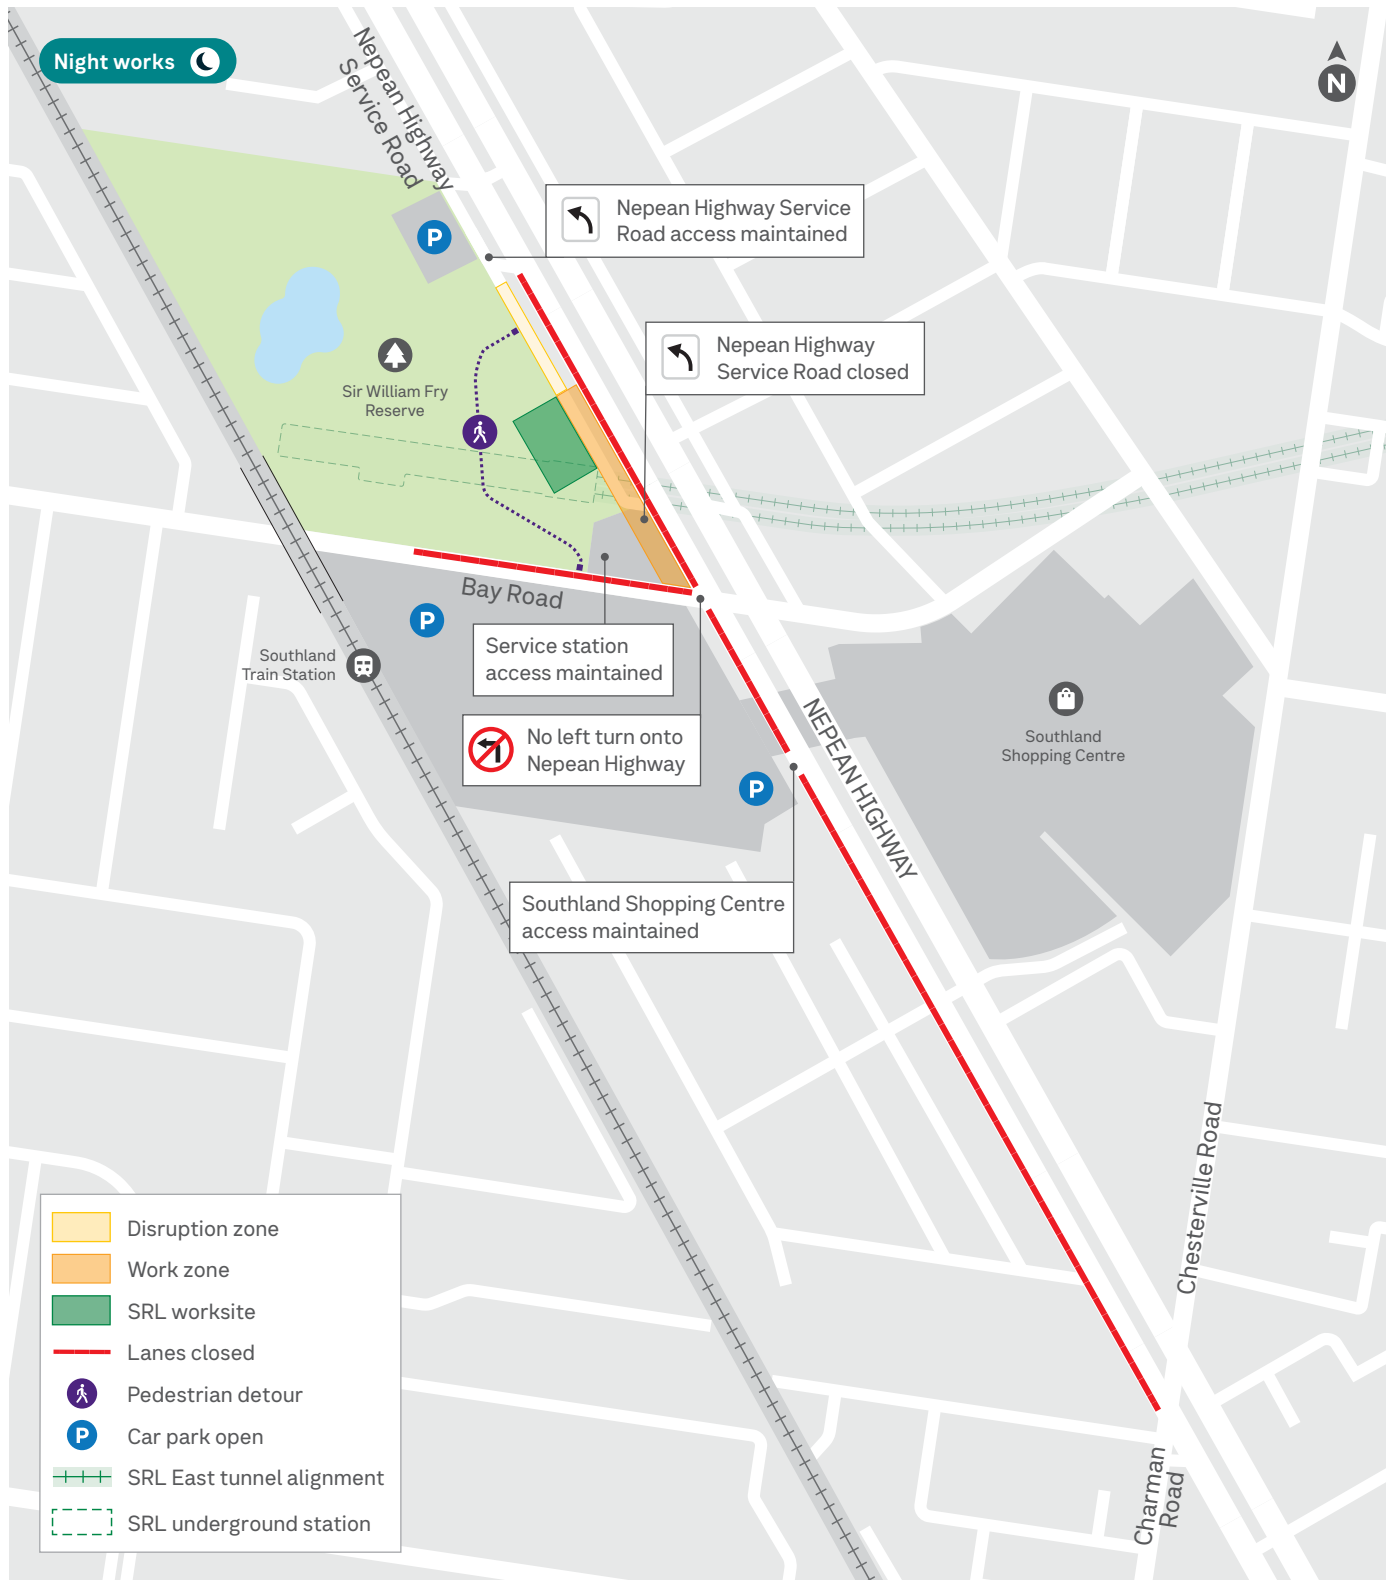 Night works
N
Nepean Highway
Service Road
Nepean Highway Service
Road access maintained
P
Nepean Highway
Service Road closed
Sir William Fry
Reserve
Bay Road
P
Service station
access maintained
Southland
Train Station
No left turn onto
Nepean Highway
NEPEAN HIGHWAY
Southland
Shopping Centre
P
Southland Shopping Centre
access maintained
Chesterville Road
Charman
Road
Disruption zone
Work zone
SRL worksite
Lanes closed
Pedestrian detour
P
Car park open
SRL East tunnel alignment
SRL underground station